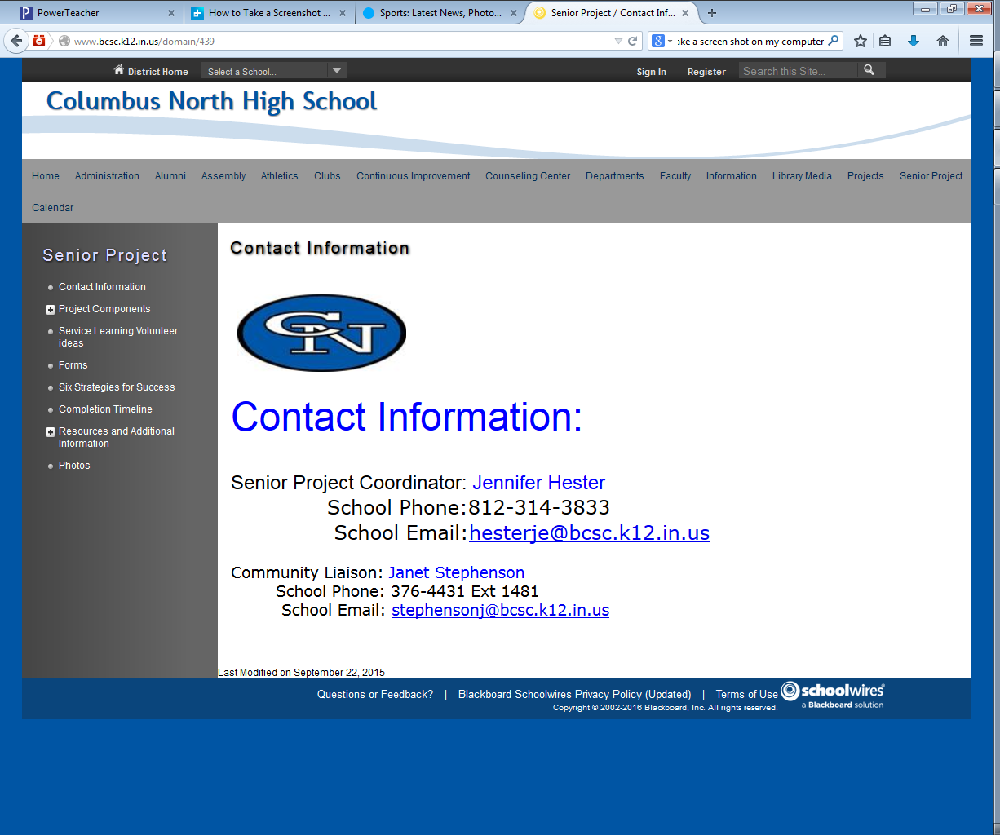 PowerTeacher
How to Take a Screenshot ...
Sports: Latest News, Photo...
Senior Project / Contact Inf...
www.bcsc.k12.in.us/domain/439
ake a screen shot on my computer
District Home
Select a School...
Sign In
Register
Search this Site...
Columbus North High School
Home Administration Alumni Assembly Athletics Clubs Continuous Improvement Counseling Center Departments Faculty Information Library Media Projects Senior Project
Calendar
Senior Project
Contact Information
Project Components
Service Learning Volunteer
ideas
Forms
Six Strategies for Success
Completion Timeline
Resources and Additional
Information
Photos
Contact Information
CN
Contact Information:
Senior Project Coordinator: Jennifer Hester
School Phone:812-314-3833
School Email:hesterje@bcsc.k12.in.us
Community Liaison: Janet Stephenson
School Phone: 376-4431 Ext 1481
School Email: stephensonj@bcsc.k12.in.us
Last Modified on September 22, 2015
Questions or Feedback? | Blackboard Schoolwires Privacy Policy (Updated) | Terms of Use
schoolwires
a Blackboard solution
Copyright © 2002-2016 Blackboard, Inc. All rights reserved.